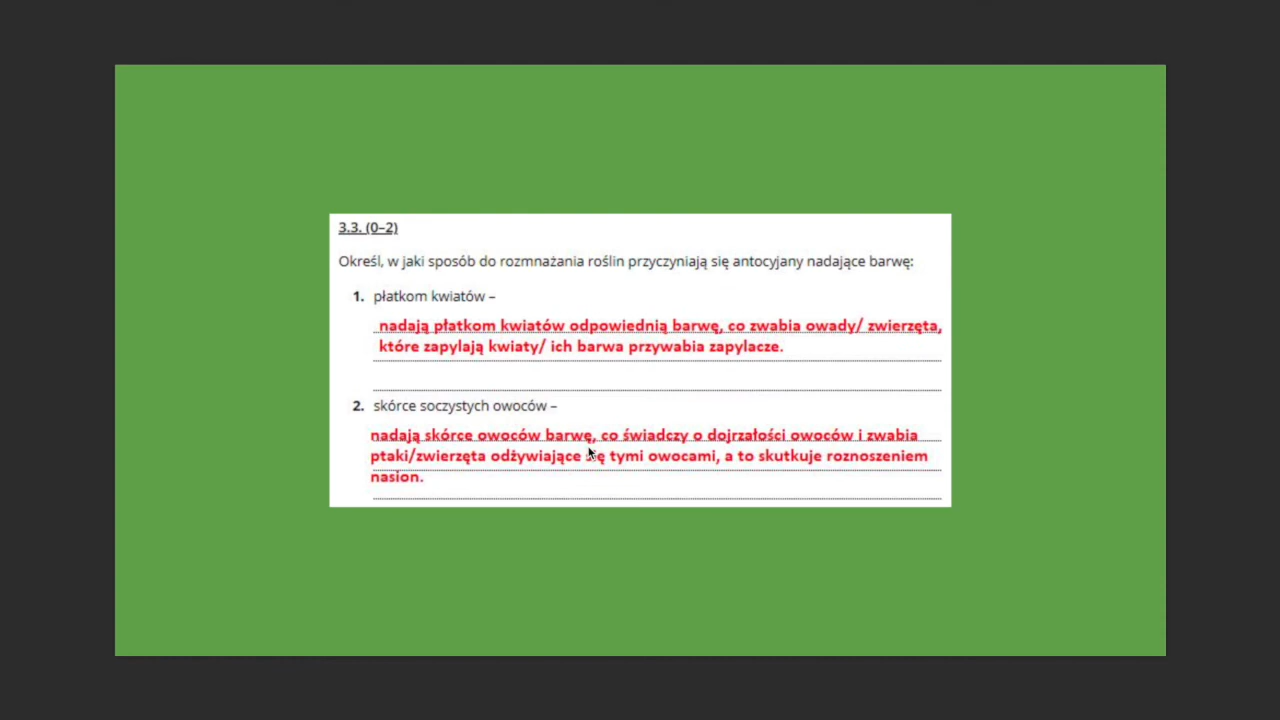 3.3. (0–2)
Określ, w jaki sposób do rozmnażania roślin przyczyniają się antocyjany nadające barwę:
1. płatkom kwiatów –
nadają płatkom kwiatów odpowiednią barwę, co zwabia owady/ zwierzęta,
które zapylają kwiaty/ ich barwa przywabia zapylacze.
2. skórce soczystych owoców –
nadają skórce owoców barwę, co świadczy o dojrzałości owoców i zwabia
ptaki/zwierzęta odżywiające się tymi owocami, a to skutkuje roznoszeniem
nasion.